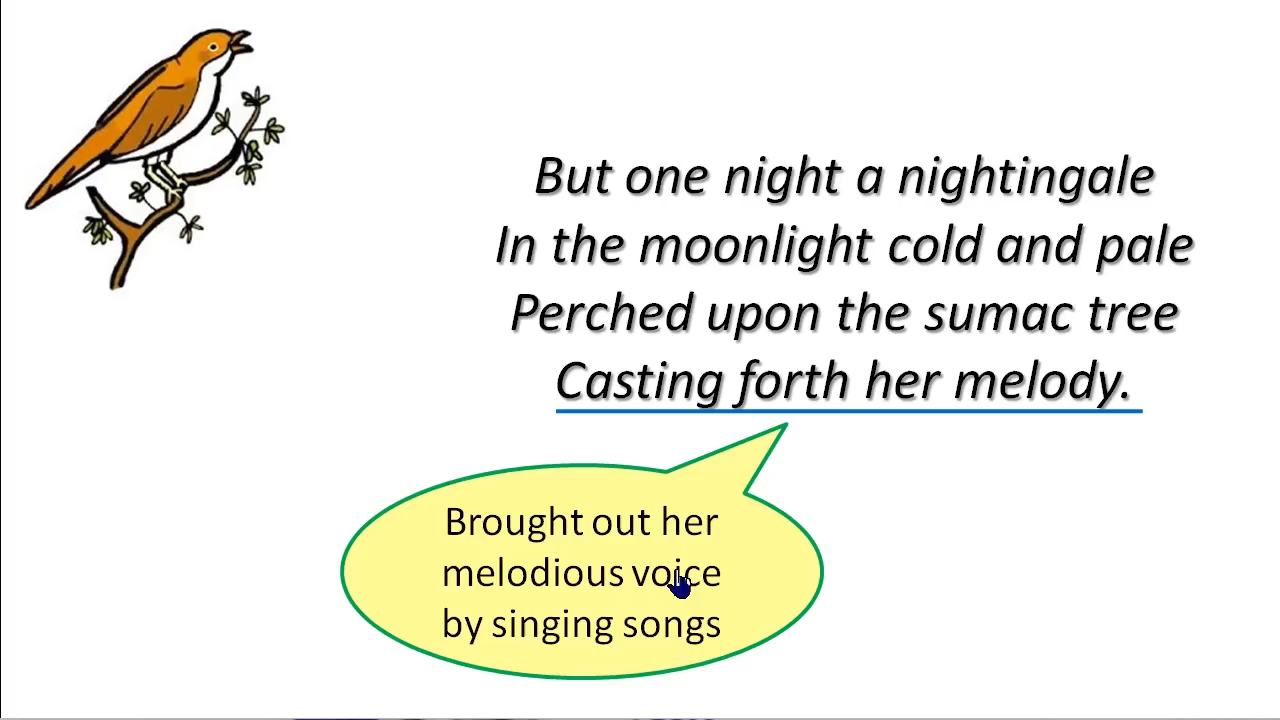 But one night a nightingale
In the moonlight cold and pale
Perched upon the sumac tree
Casting forth her melody.
Brought out her
melodious voice
by singing songs